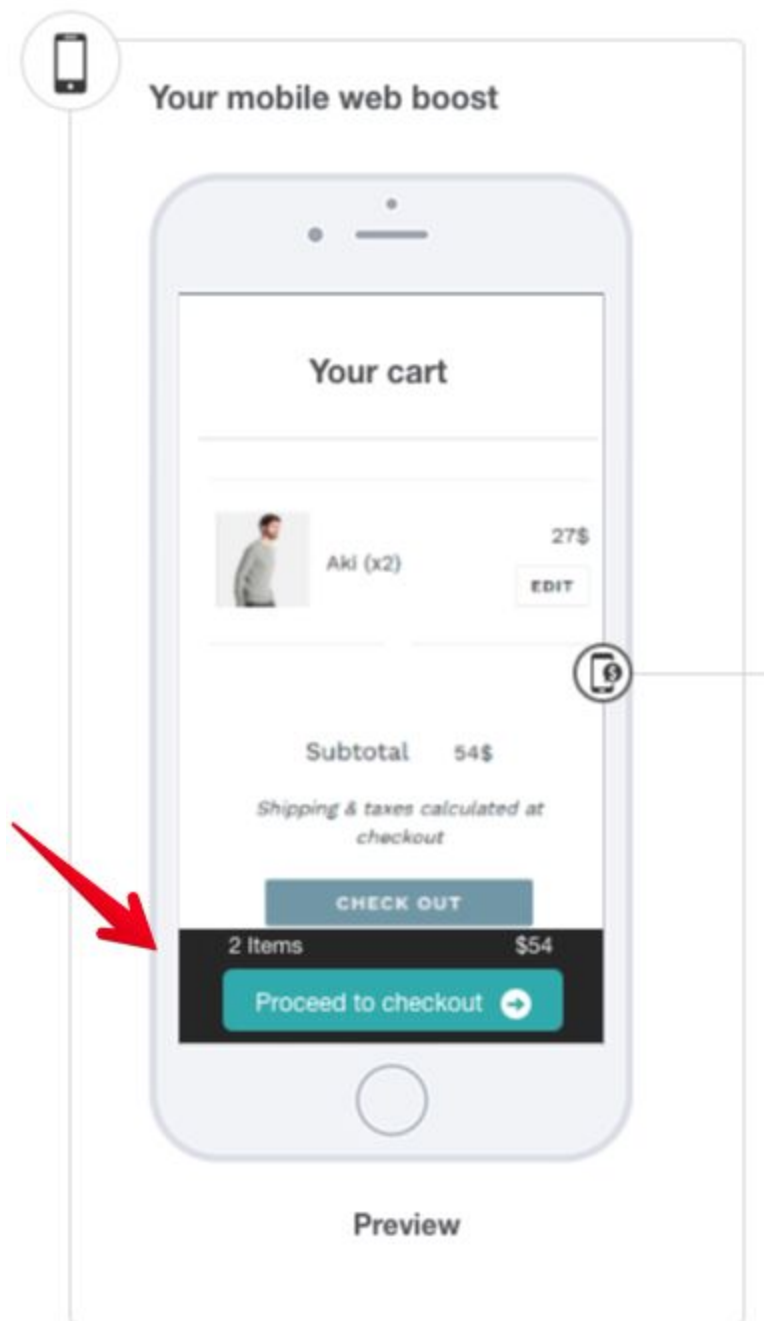 Your mobile web boost
Your cart
27$
Aki (x2)
EDIT
Subtotal 54$
Shipping & taxes calculated at
checkout
CHECK OUT
2 Items $54
Proceed to checkout
Preview